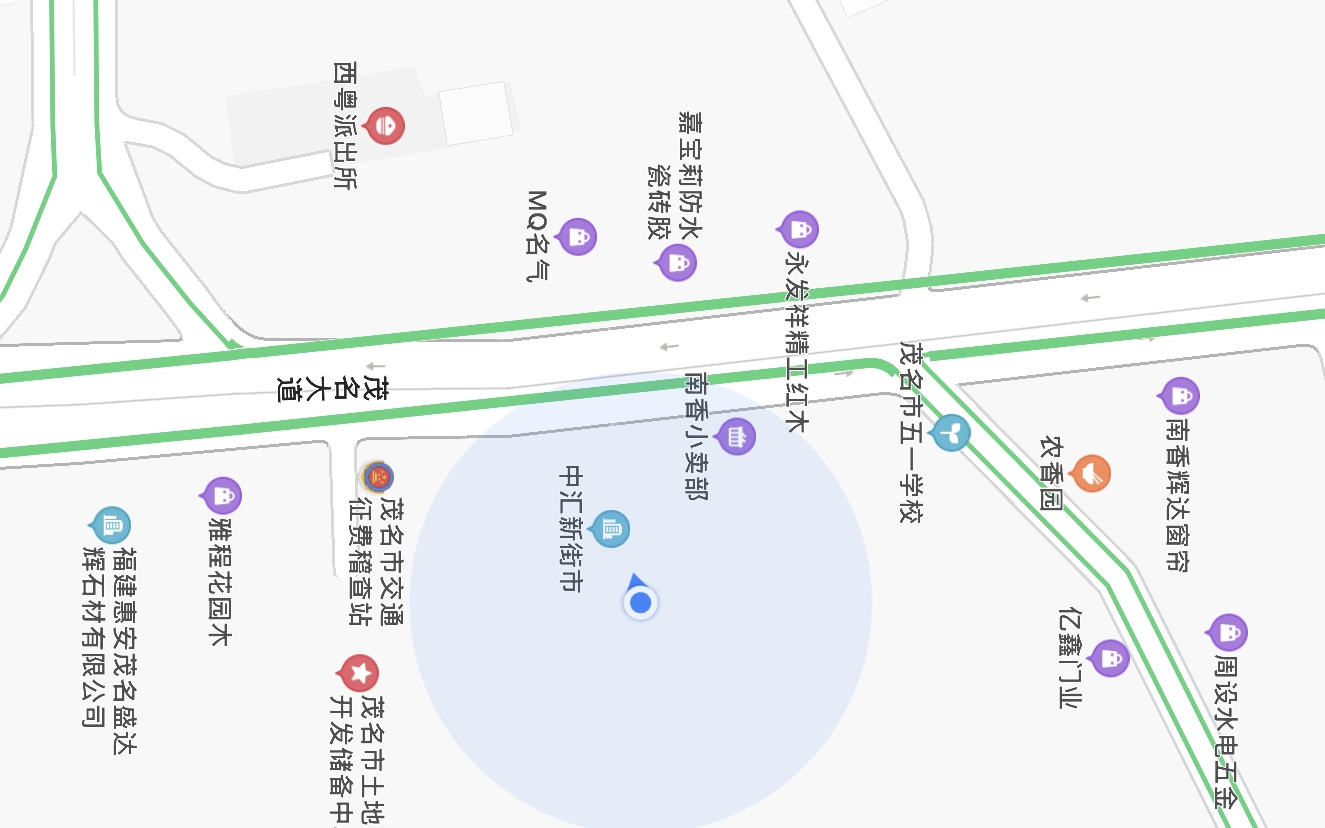 周设水电五金
南香辉达窗帘
亿鑫门业
农香园
茂名市五一学校
永发祥精工红木
嘉宝莉防水
瓷砖胶
南香小卖部
中汇新街市
MQ名气
茂名市交通
征费稽查站
茂名市土地
开发储备中
西粤派出所
茂名大道
雅程花园木
福建惠安茂名盛达
辉石材有限公司